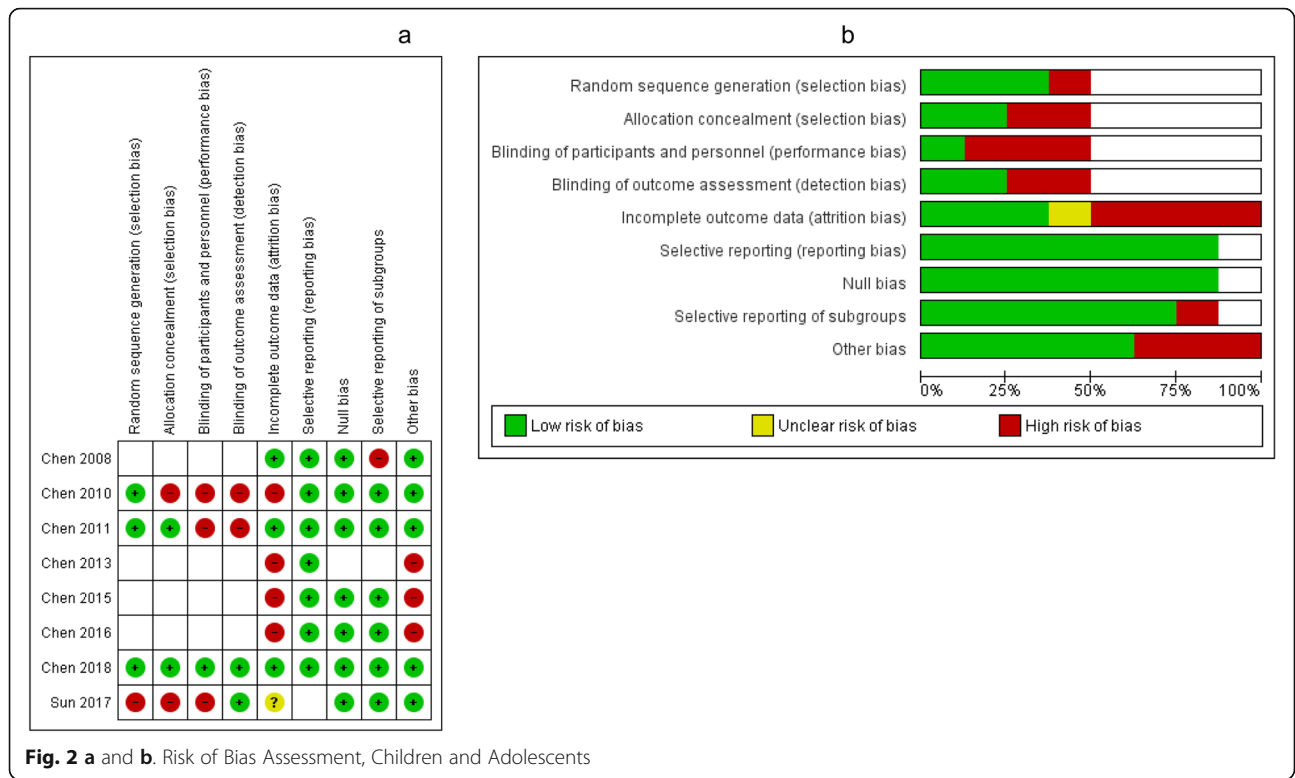 a
b
Random sequence generation (selection bias)
Allocation concealment (selection bias)
Blinding of participants and personnel (performance bias)
Blinding of outcome assessment (detection bias)
Incomplete outcome data (attrition bias)
Selective reporting (reporting bias)
Null bias
Selective reporting of subgroups
Other bias
Chen 2008 + + + - +
Chen 2010 + - - - - + + + +
Chen 2011 + + - - + + + + +
Chen 2013 - + -
Chen 2015 - + + + -
Chen 2016 - + + + -
Chen 2018 + + + + + + + + +
Sun 2017 - - - + ? + + +
Random sequence generation (selection bias)
Allocation concealment (selection bias)
Blinding of participants and personnel (performance bias)
Blinding of outcome assessment (detection bias)
Incomplete outcome data (attrition bias)
Selective reporting (reporting bias)
Null bias
Selective reporting of subgroups
Other bias
0% 25% 50% 75% 100%
Low risk of bias Unclear risk of bias High risk of bias
Fig. 2 a and b. Risk of Bias Assessment, Children and Adolescents